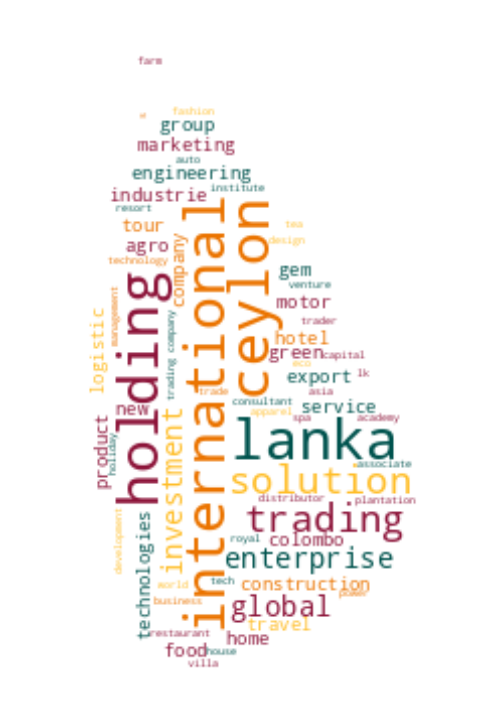 farm
w
fashion
group
marketing
auto
engineering
institute
industrie
resort
tour
tea
design
agro
technology
company
international
ceylon
gem
venture
holding
management
motor
trader
logistic
trading company
hotel
green
capital
eco
export
lk
trade
asia
consultant
new
apparel
service
spa
academy
product
holiday
investment
lanka
associate
solution
distributor
plantation
trading
development
technologies
royal
colombo
enterprise
world
tech
construction
power
business
global
travel
restaurant
home
food
house
villa